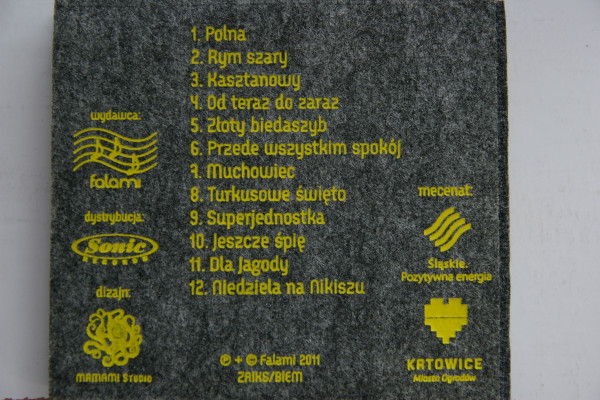 1. Polna
2. Rym szary
3. Kasztanowy
4. Od teraz do zaraz
5. Złoty biedaszyb
6. Przede wszystkim spokój
7. Muchowiec
8. Turkusowe święto
9. Superjednostka
10. Jeszcze śpię
11. Dla Jagody
12. Niedziela na Nikiszu
wydawca:
falami
dystrybucja:
Sonic
RECORDS
dizajn:
MAMAMI STUDIO
mecenat:
Śląskie.
Pozytywna energia
KATOWICE
Miasto Ogrodów
℗ + © Falami 2011
ZAIKS/BIEM